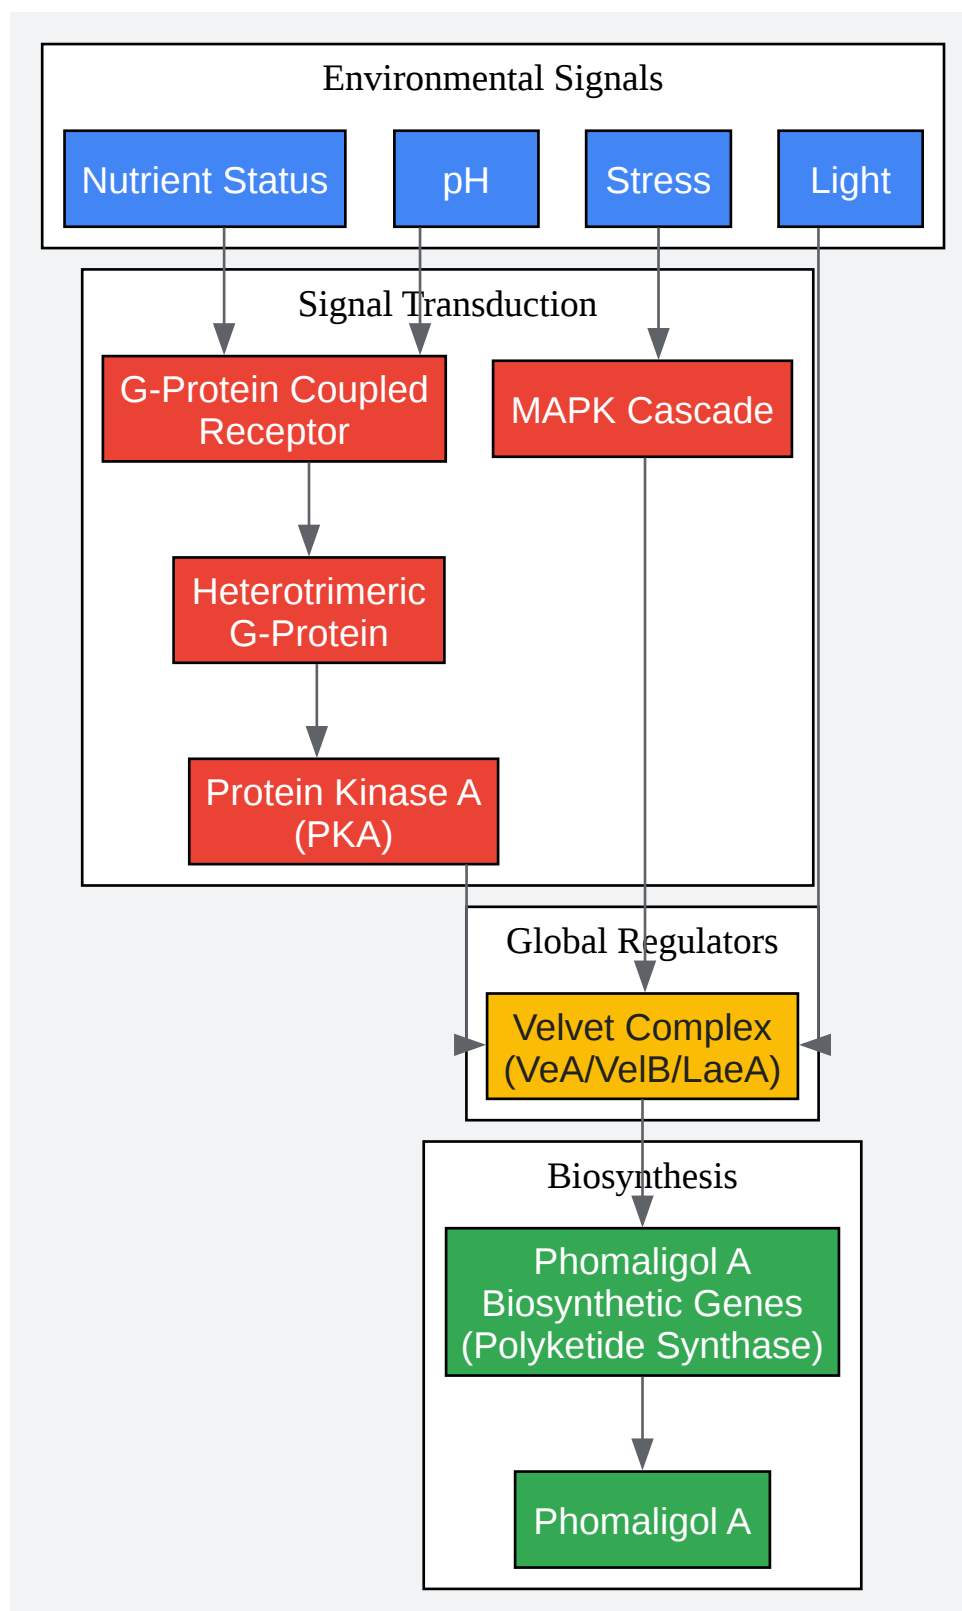 Environmental Signals
Nutrient Status
pH
Stress
Light
Signal Transduction
G-Protein Coupled
Receptor
MAPK Cascade
Heterotrimeric
G-Protein
Protein Kinase A
(PKA)
Global Regulators
Velvet Complex
(VeA/VelB/LaeA)
Biosynthesis
Phomaligol A
Biosynthetic Genes
(Polyketide Synthase)
Phomaligol A